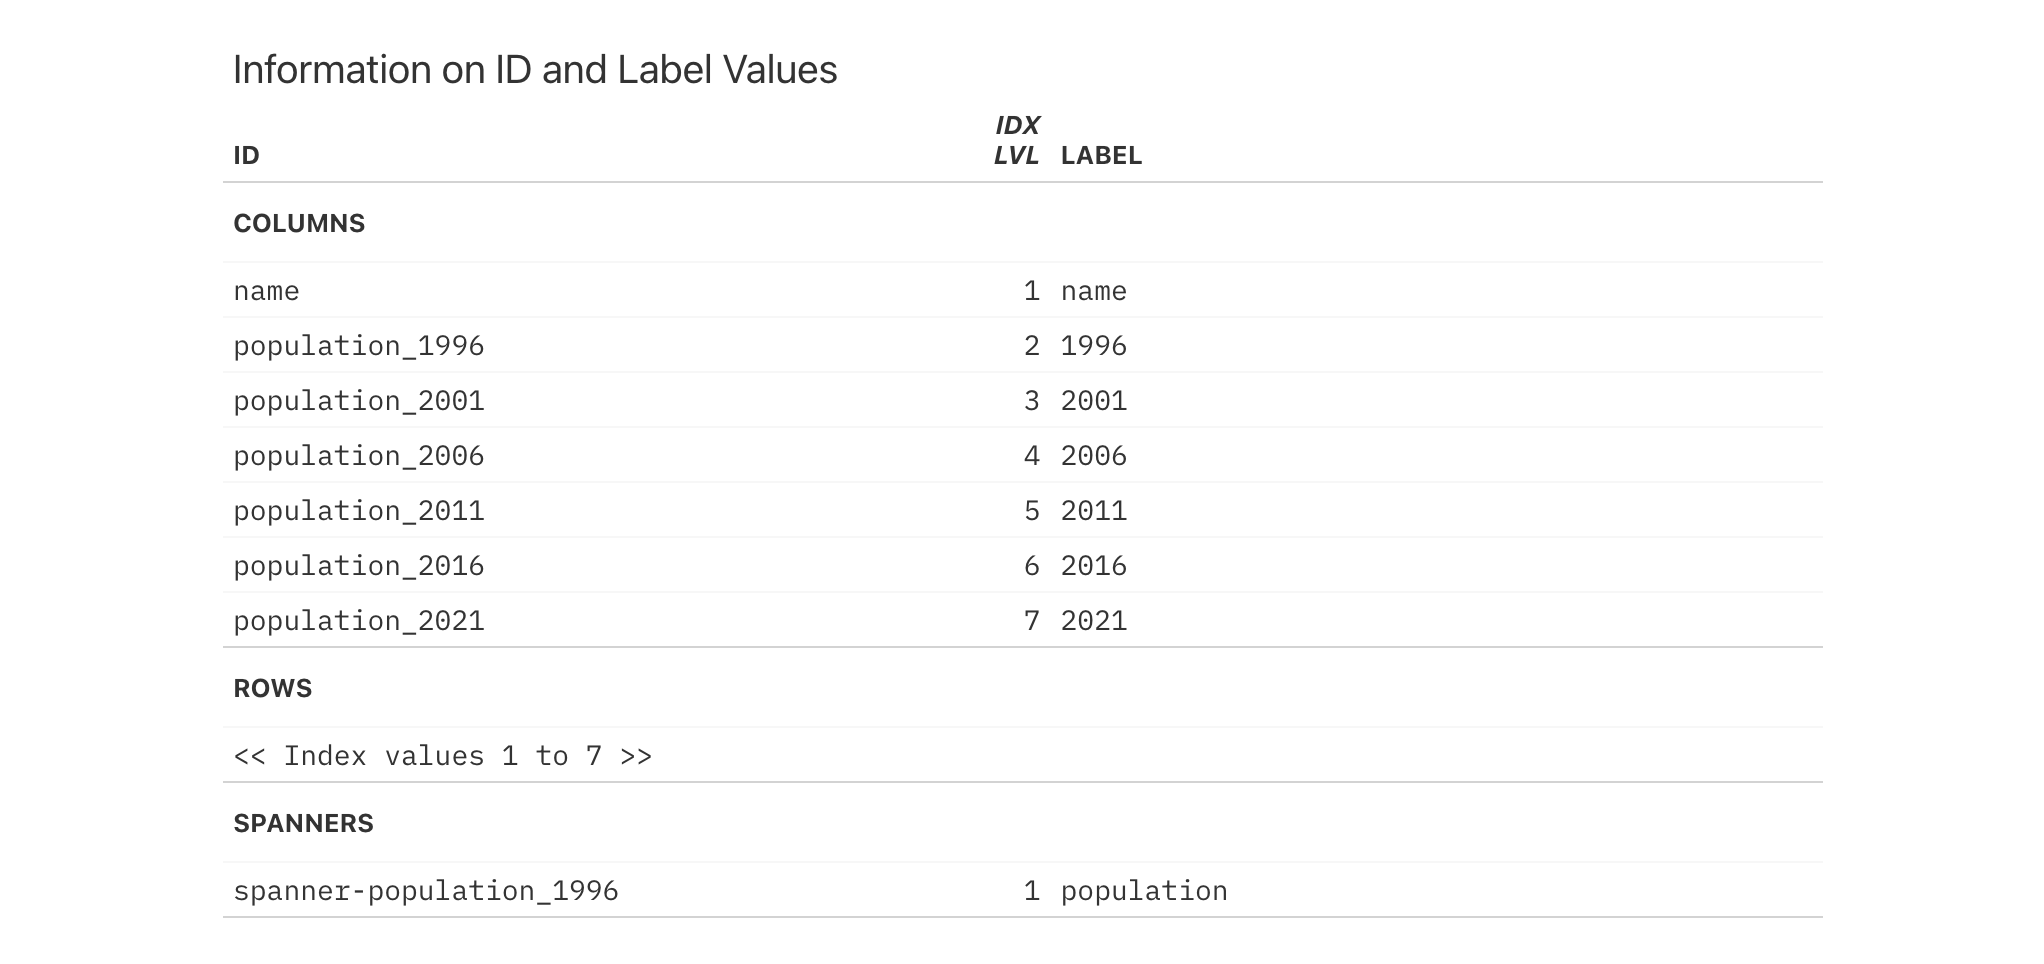 Information on ID and Label Values
IDX
ID LVL LABEL
COLUMNS
name 1 name
population_1996 2 1996
population_2001 3 2001
population_2006 4 2006
population_2011 5 2011
population_2016 6 2016
population_2021 7 2021
ROWS
<< Index values 1 to 7 >>
SPANNERS
spanner-population_1996 1 population